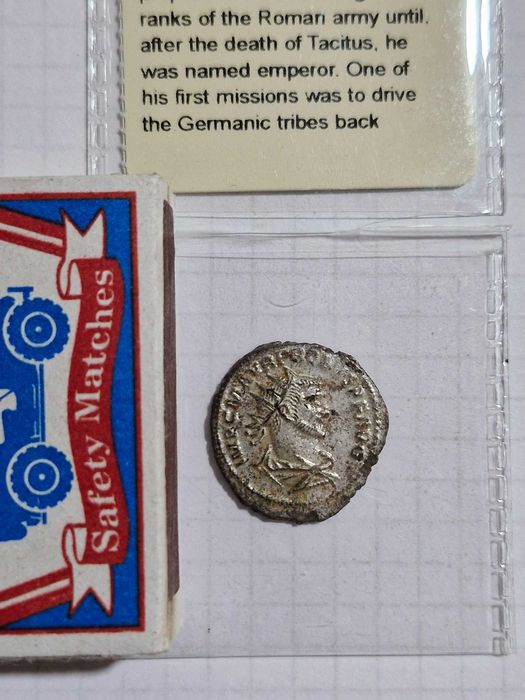 ranks of the Roman army until,
after the death of Tacitus, he
was named emperor. One of
his first missions was to drive
the Germanic tribes back
Safety Matches